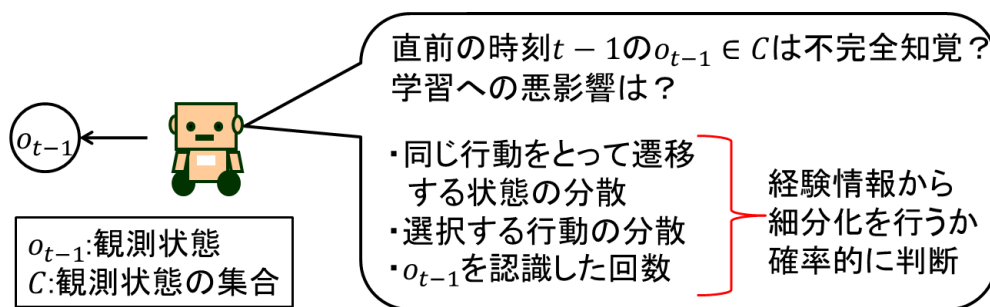 直前の時刻t − 1のo_{t−1} ∈ Cは不完全知覚？
学習への悪影響は？
o_{t−1}
・同じ行動をとって遷移
する状態の分散
・選択する行動の分散
・o_{t−1}を認識した回数
経験情報から
細分化を行うか
確率的に判断
o_{t−1}:観測状態
C:観測状態の集合